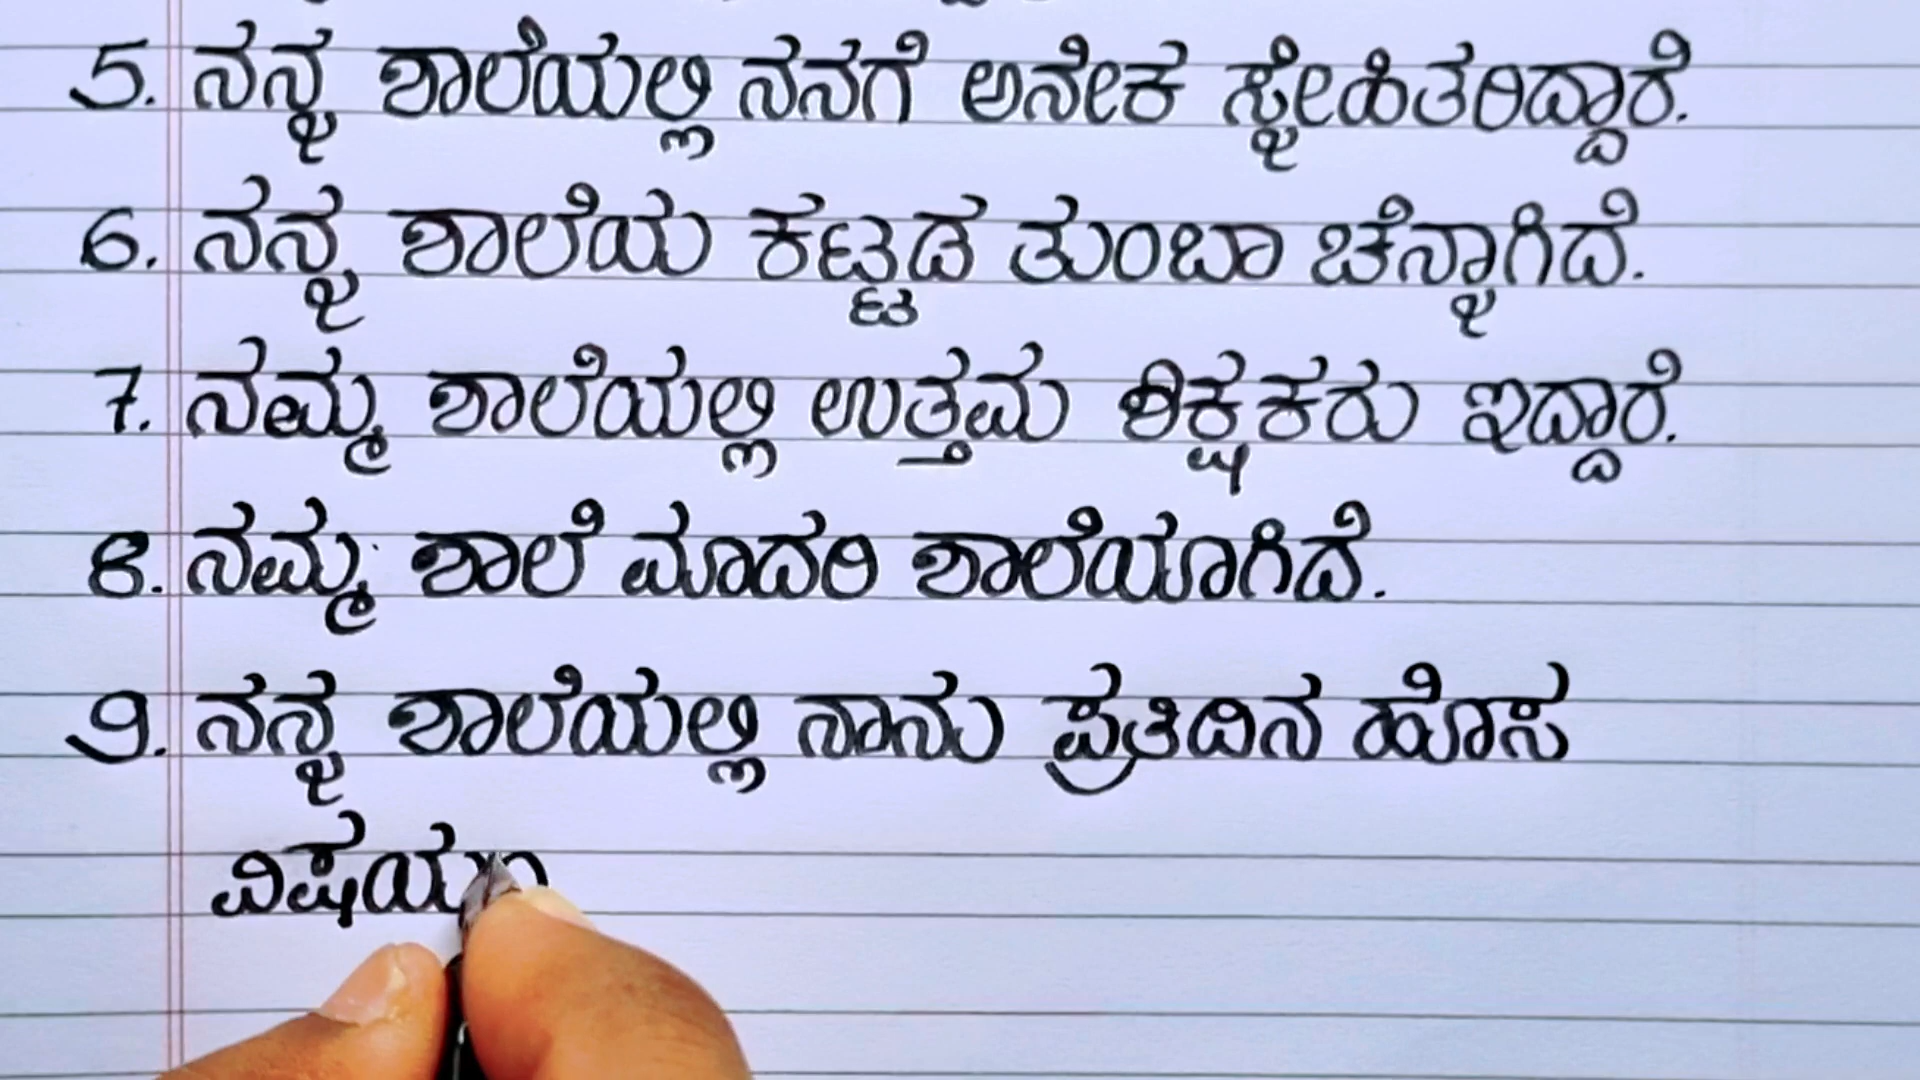 5. ನನ್ನ ಶಾಲೆಯಲ್ಲಿ ನನಗೆ ಅನೇಕ ಸ್ನೇಹಿತರಿದ್ದಾರೆ.
6. ನನ್ನ ಶಾಲೆಯ ಕಟ್ಟಡ ತುಂಬಾ ಚೆನ್ನಾಗಿದೆ.
7. ನಮ್ಮ ಶಾಲೆಯಲ್ಲಿ ಉತ್ತಮ ಶಿಕ್ಷಕರು ಇದ್ದಾರೆ.
8. ನಮ್ಮ ಶಾಲೆ ಮಾದರಿ ಶಾಲೆಯಾಗಿದೆ.
9. ನನ್ನ ಶಾಲೆಯಲ್ಲಿ ನಾನು ಪ್ರತಿದಿನ ಹೊಸ